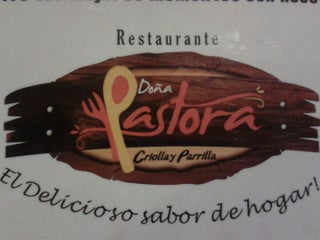 Restaurante
Doña
Pastora
Criolla y Parrilla
El Delicioso sabor de hogar!